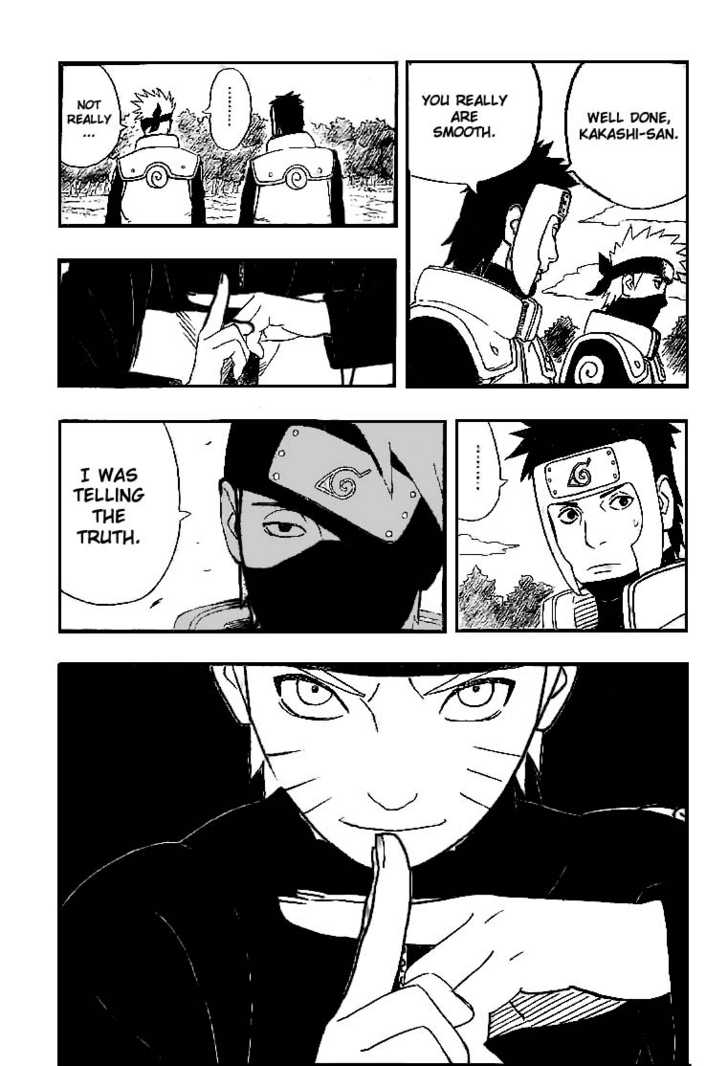 WELL DONE,
KAKASHI-SAN.
YOU REALLY
ARE
SMOOTH.
.........
NOT
REALLY
...
........
I WAS
TELLING
THE
TRUTH.